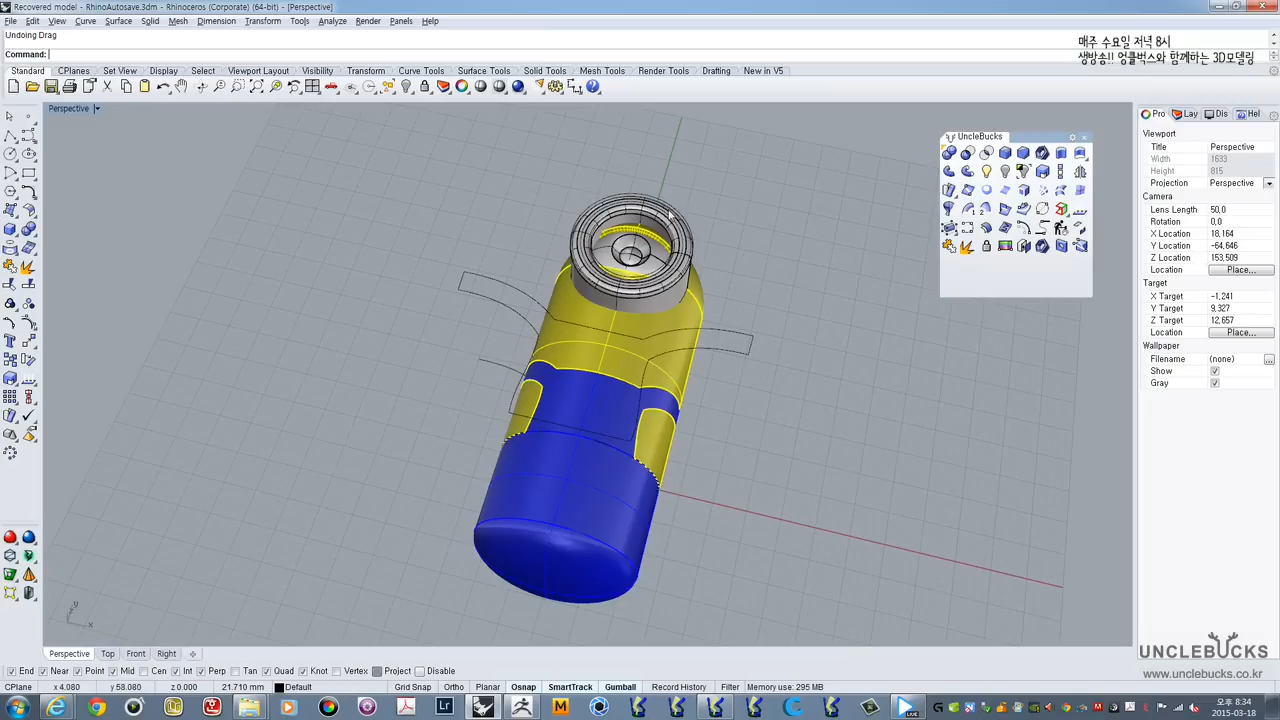 Recovered model - RhinoAutosave.3dm - Rhinoceros (Corporate) (64-bit) - [Perspective]
File Edit View Curve Surface Solid Mesh Dimension Transform Tools Analyze Render Panels Help
Undoing Drag
매주 수요일 저녁 8시
Command:
생방송!! 엉클벅스와 함께하는 3D모델링
Standard CPlanes Set View Display Select Viewport Layout Visibility Transform Curve Tools Surface Tools Solid Tools Mesh Tools Render Tools Drafting New in V5
Perspective
Pro Lay Dis Hel
UncleBucks
Viewport
Title Perspective
Width 1633
Height 815
Projection Perspective
Camera
Lens Length 50,0
Rotation 0,0
X Location 18,164
Y Location -64,646
Z Location 153,509
Location Place...
Target
X Target -1,241
Y Target 9,327
Z Target 12,657
Location Place...
Wallpaper
Filename (none) ...
Show
Gray
y
x
Perspective Top Front Right
End Near Point Mid Cen Int Perp Tan Quad Knot Vertex Project Disable
CPlane x 4.080 y 58.080 z 0.000 21.710 mm Default Grid Snap Ortho Planar Osnap SmartTrack Gumball Record History Filter Memory use: 295 MB
UNCLEBUCKS
www.unclebucks.co.kr
LIVE
오후 8:34
2015-03-18